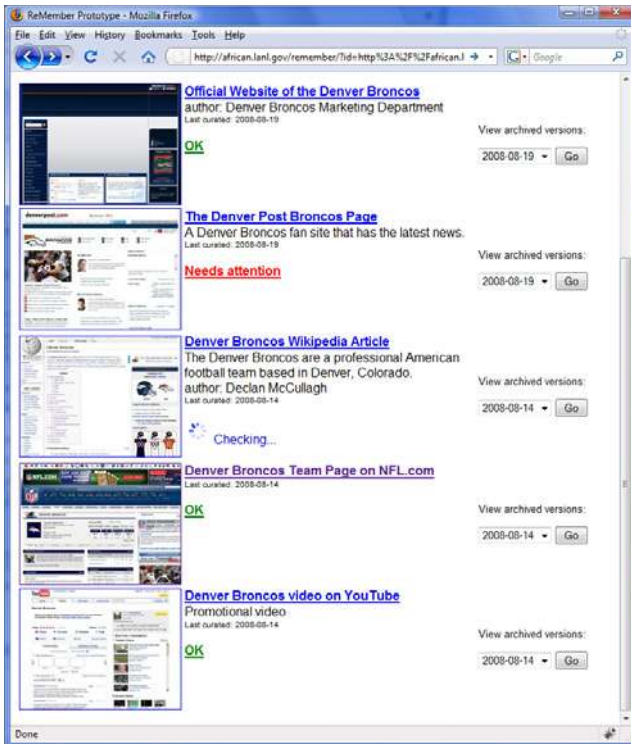 ReMember Prototype - Mozilla Firefox
File Edit View History Bookmarks Tools Help
http://african.lanl.gov/remember/?id=http%3A%2F%2Fafrican.l
Google
Official Website of the Denver Broncos
author: Denver Broncos Marketing Department
Last curated: 2008-08-19
OK
View archived versions:
2008-08-19 Go
denverpost.com
The Denver Post Broncos Page
A Denver Broncos fan site that has the latest news.
Last curated: 2008-08-19
Needs attention
View archived versions:
2008-08-19 Go
Denver Broncos Wikipedia Article
The Denver Broncos are a professional American
football team based in Denver, Colorado.
author: Declan McCullagh
Last curated: 2008-08-14
Checking...
View archived versions:
2008-08-14 Go
Denver Broncos Team Page on NFL.com
Last curated: 2008-08-14
OK
View archived versions:
2008-08-14 Go
Denver Broncos video on YouTube
Promotional video
Last curated: 2008-08-14
OK
View archived versions:
2008-08-14 Go
Done